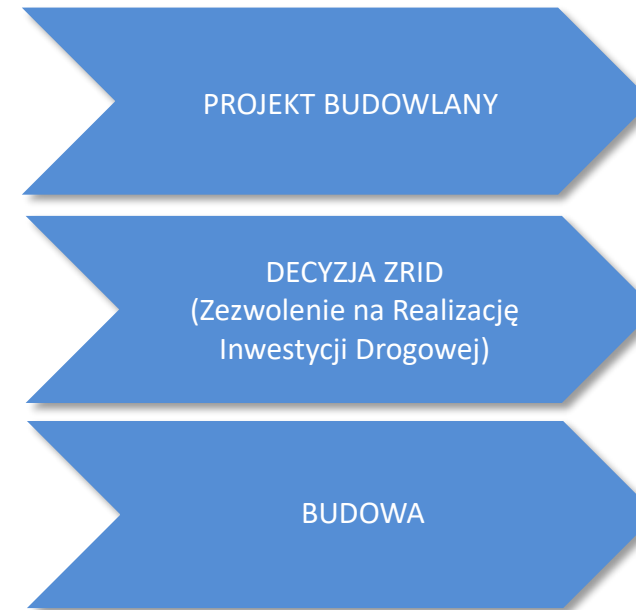 PROJEKT BUDOWLANY
DECYZJA ZRID
(Zezwolenie na Realizację
Inwestycji Drogowej)
BUDOWA